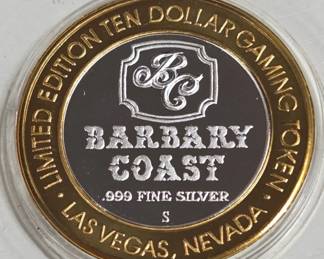 LIMITED EDITION TEN DOLLAR GAMING TOKEN
BC
BARBARY
COAST
.999 FINE SILVER
S
• LAS VEGAS, NEVADA •